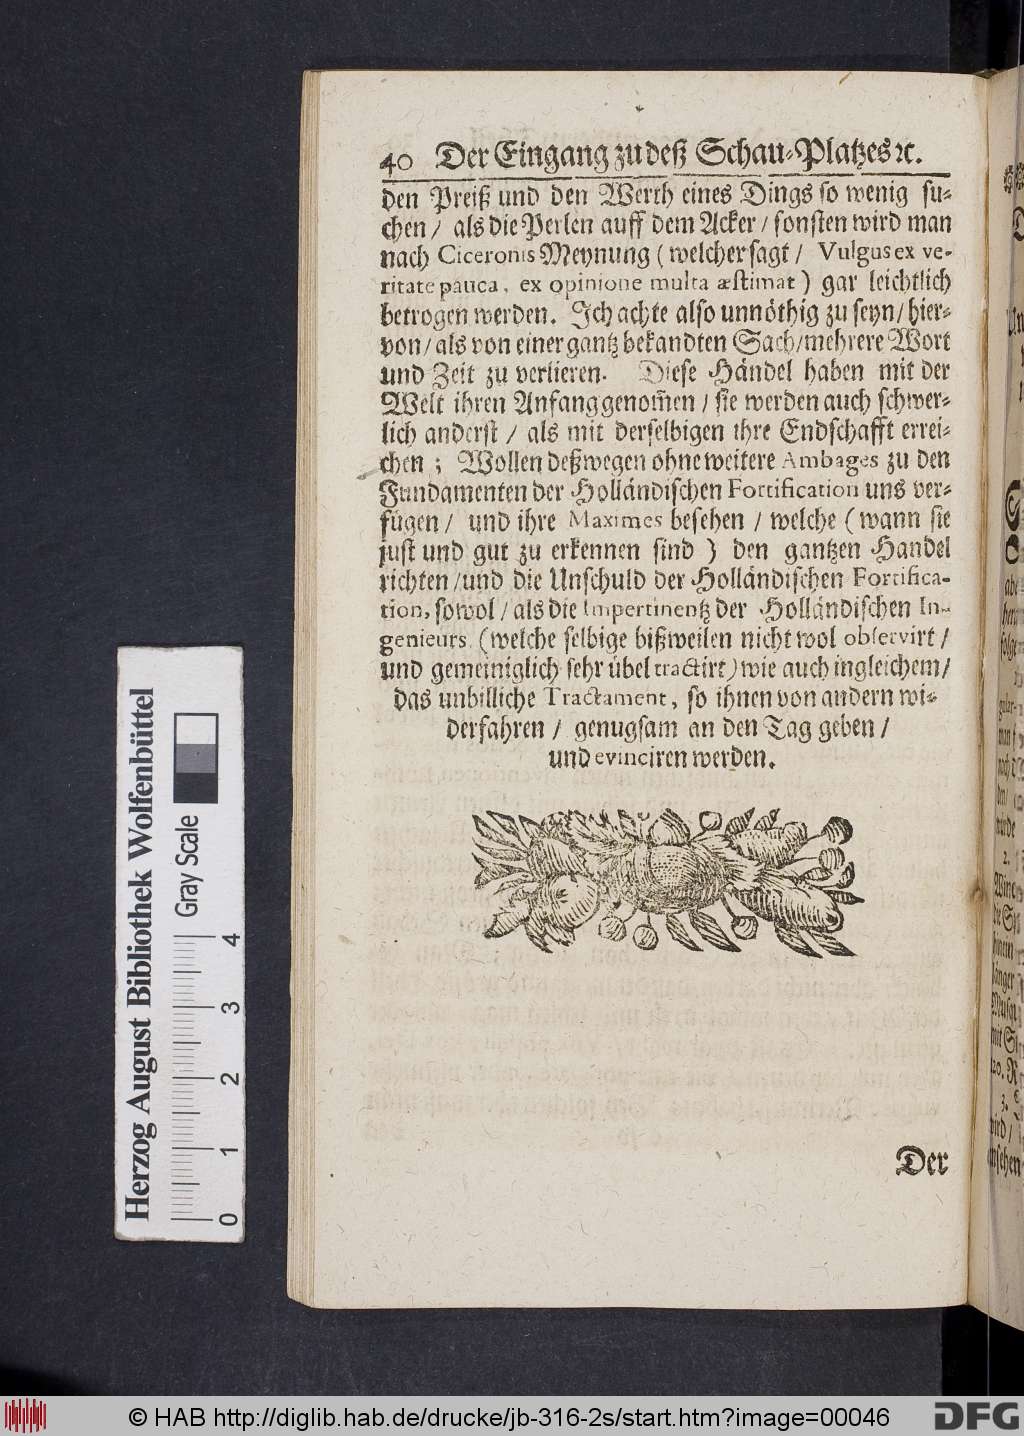 40 Der Eingang zu deß Schau-Platzes ꝛc.
den Preiß und den Werth eines Dings so wenig su-
chen / als die Perlen auff dem Acker / sonsten wird man
nach Ciceronis Meynung ( welcher sagt / Vulgus ex ve-
ritate pauca, ex opinione multa æstimat ) gar leichtlich
betrogen werden. Ich achte also unnöthig zu seyn / hier-
von / als von einer gantz bekandten Sach / mehrere Wort
und Zeit zu verlieren. Diese Händel haben mit der
Welt ihren Anfang genom̃en / sie werden auch schwer-
lich anderst / als mit derselbigen ihre Endschafft errei-
chen ; Wollen deßwegen ohne weitere Ambages zu den
Fundamenten der Holländischen Fortification uns ver-
fügen / und ihre Maximes besehen / welche ( wann sie
just und gut zu erkennen sind ) den gantzen Handel
richten / und die Unschuld der Holländischen Fortifica-
tion, sowol / als die Impertinentz der Holländischen In-
genieurs (welche selbige bißweilen nicht wol observirt /
und gemeiniglich sehr übel tractirt) wie auch ingleichem /
das unbilliche Tractament, so ihnen von andern wi-
derfahren / genugsam an den Tag geben /
und evinciren werden.
Der
Herzog August Bibliothek Wolfenbüttel
Gray Scale
0 1 2 3 4
© HAB http://diglib.hab.de/drucke/jb-316-2s/start.htm?image=00046
DFG